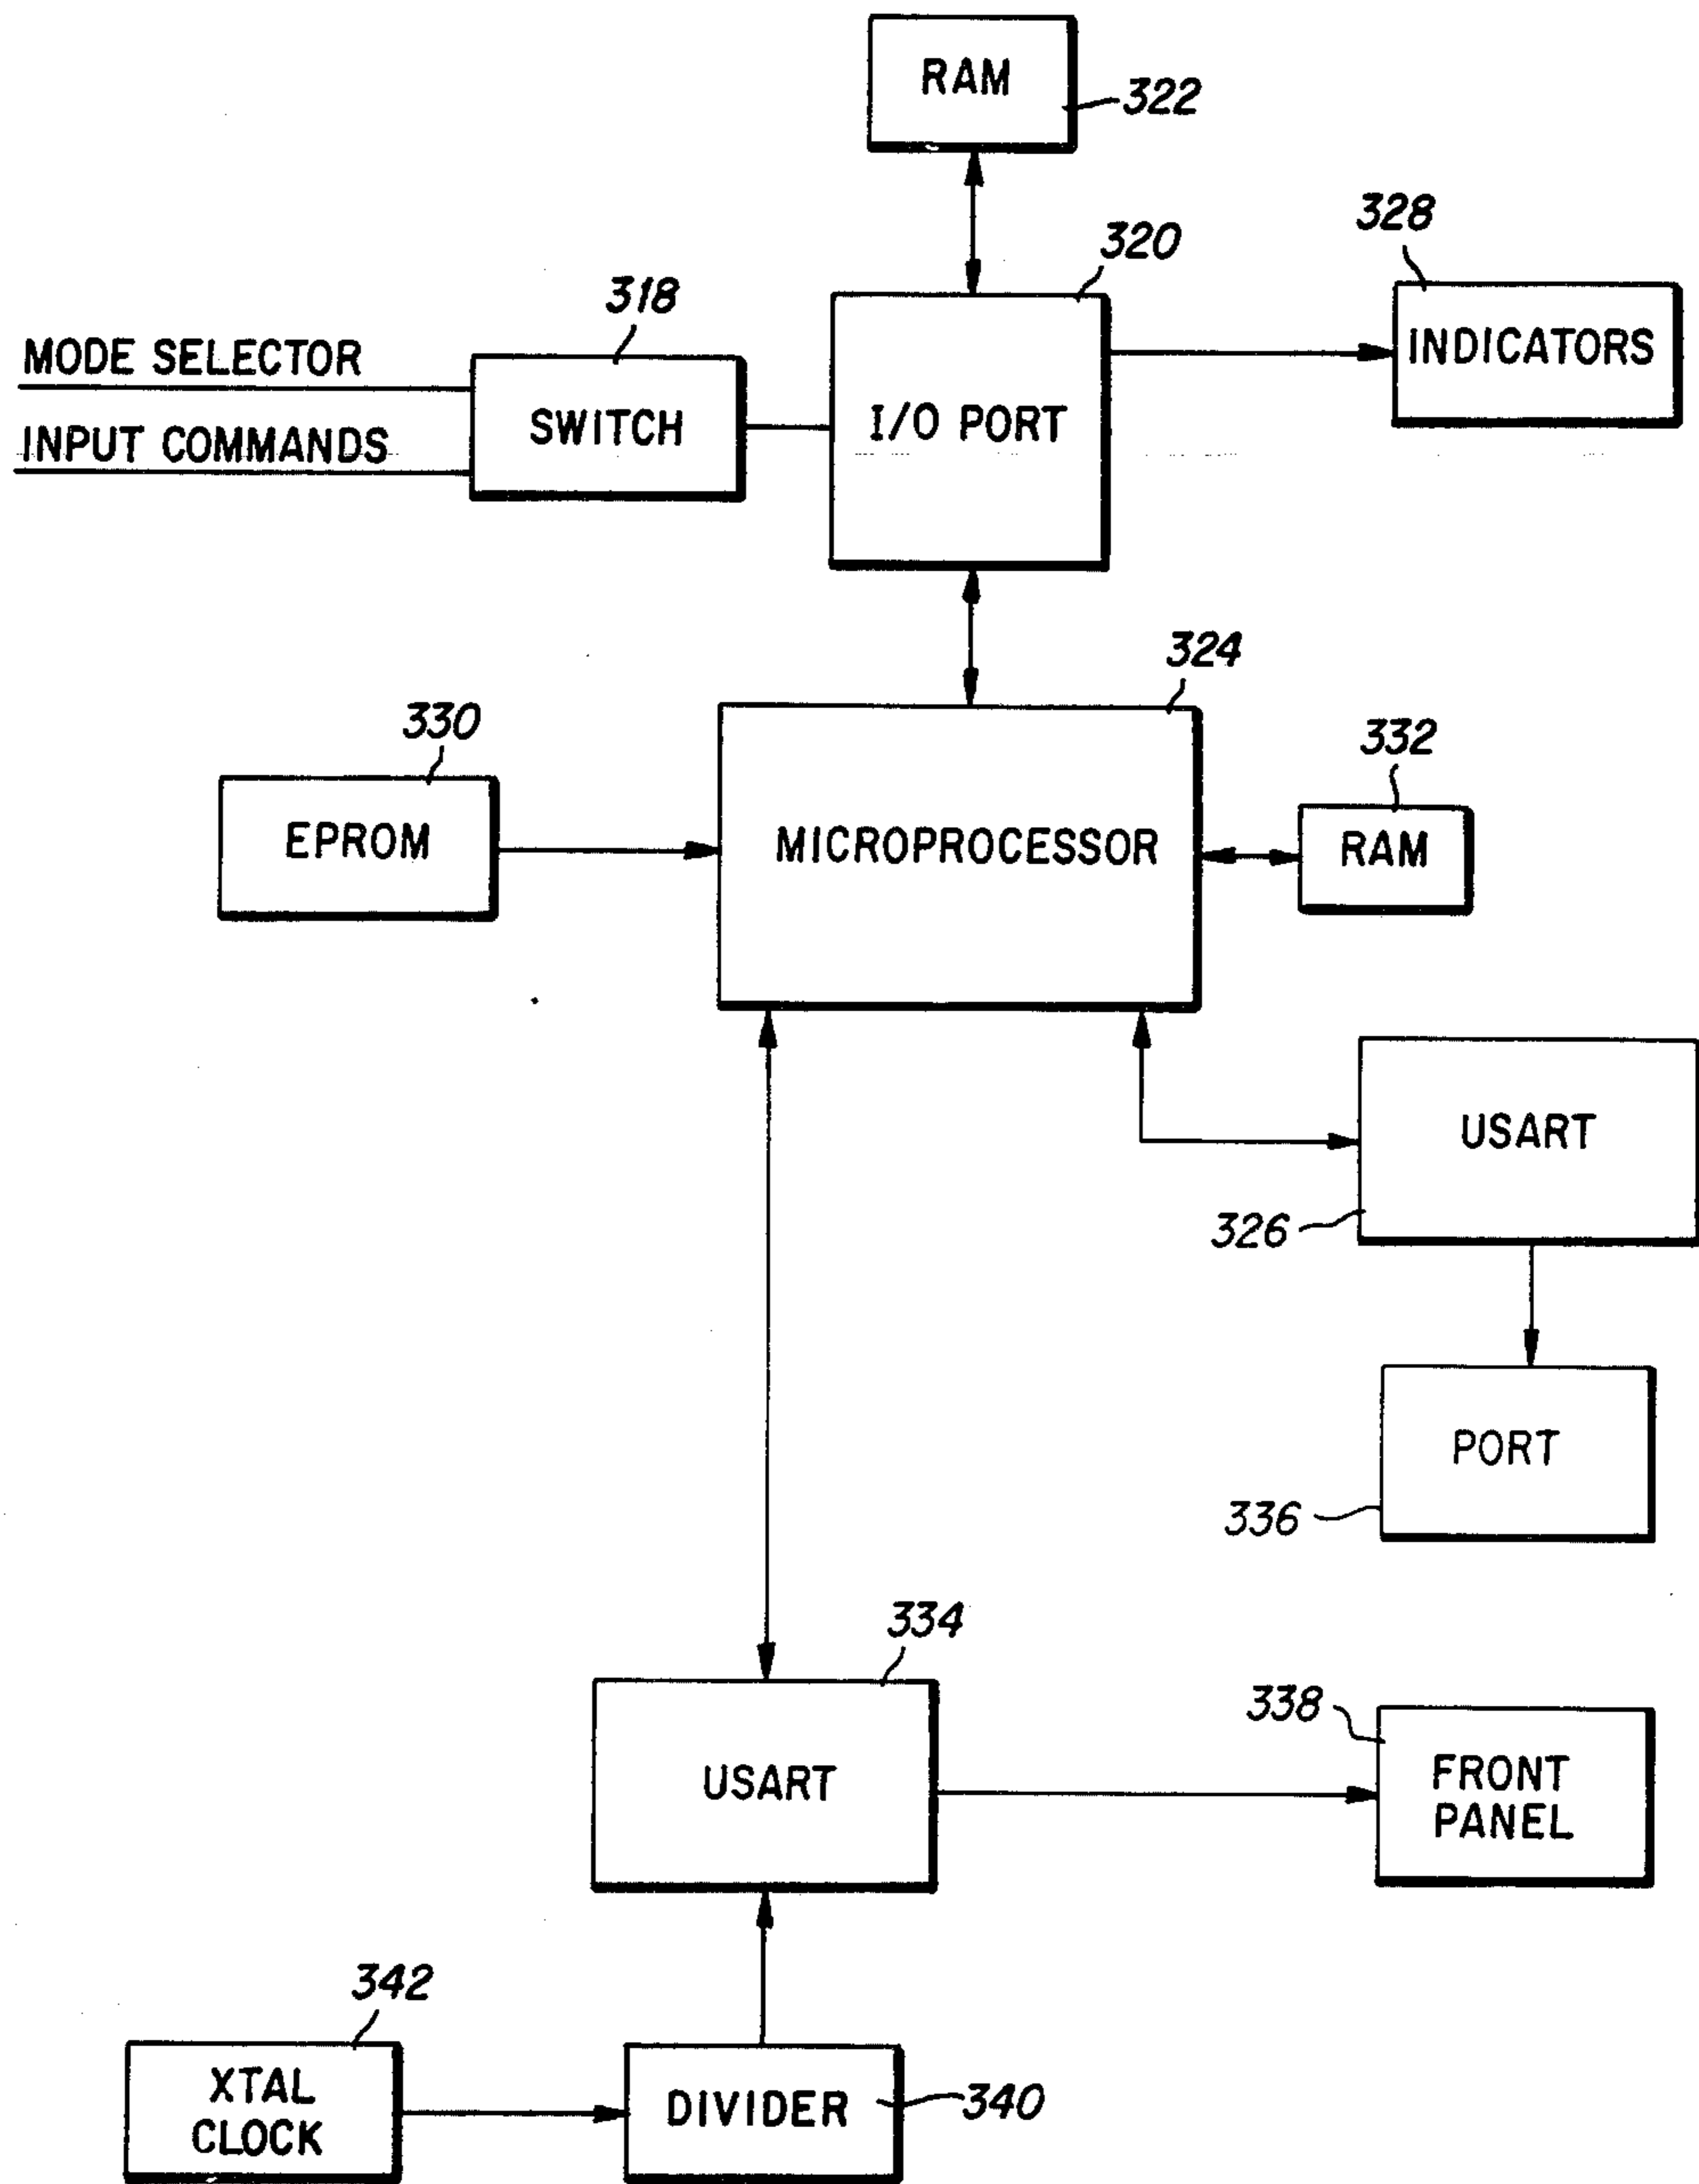 RAM
322
320
328
318
MODE SELECTOR
INPUT COMMANDS
SWITCH
I/O PORT
INDICATORS
324
330
332
EPROM
MICROPROCESSOR
RAM
USART
326
PORT
336
334
338
USART
FRONT
PANEL
342
XTAL
CLOCK
DIVIDER
340